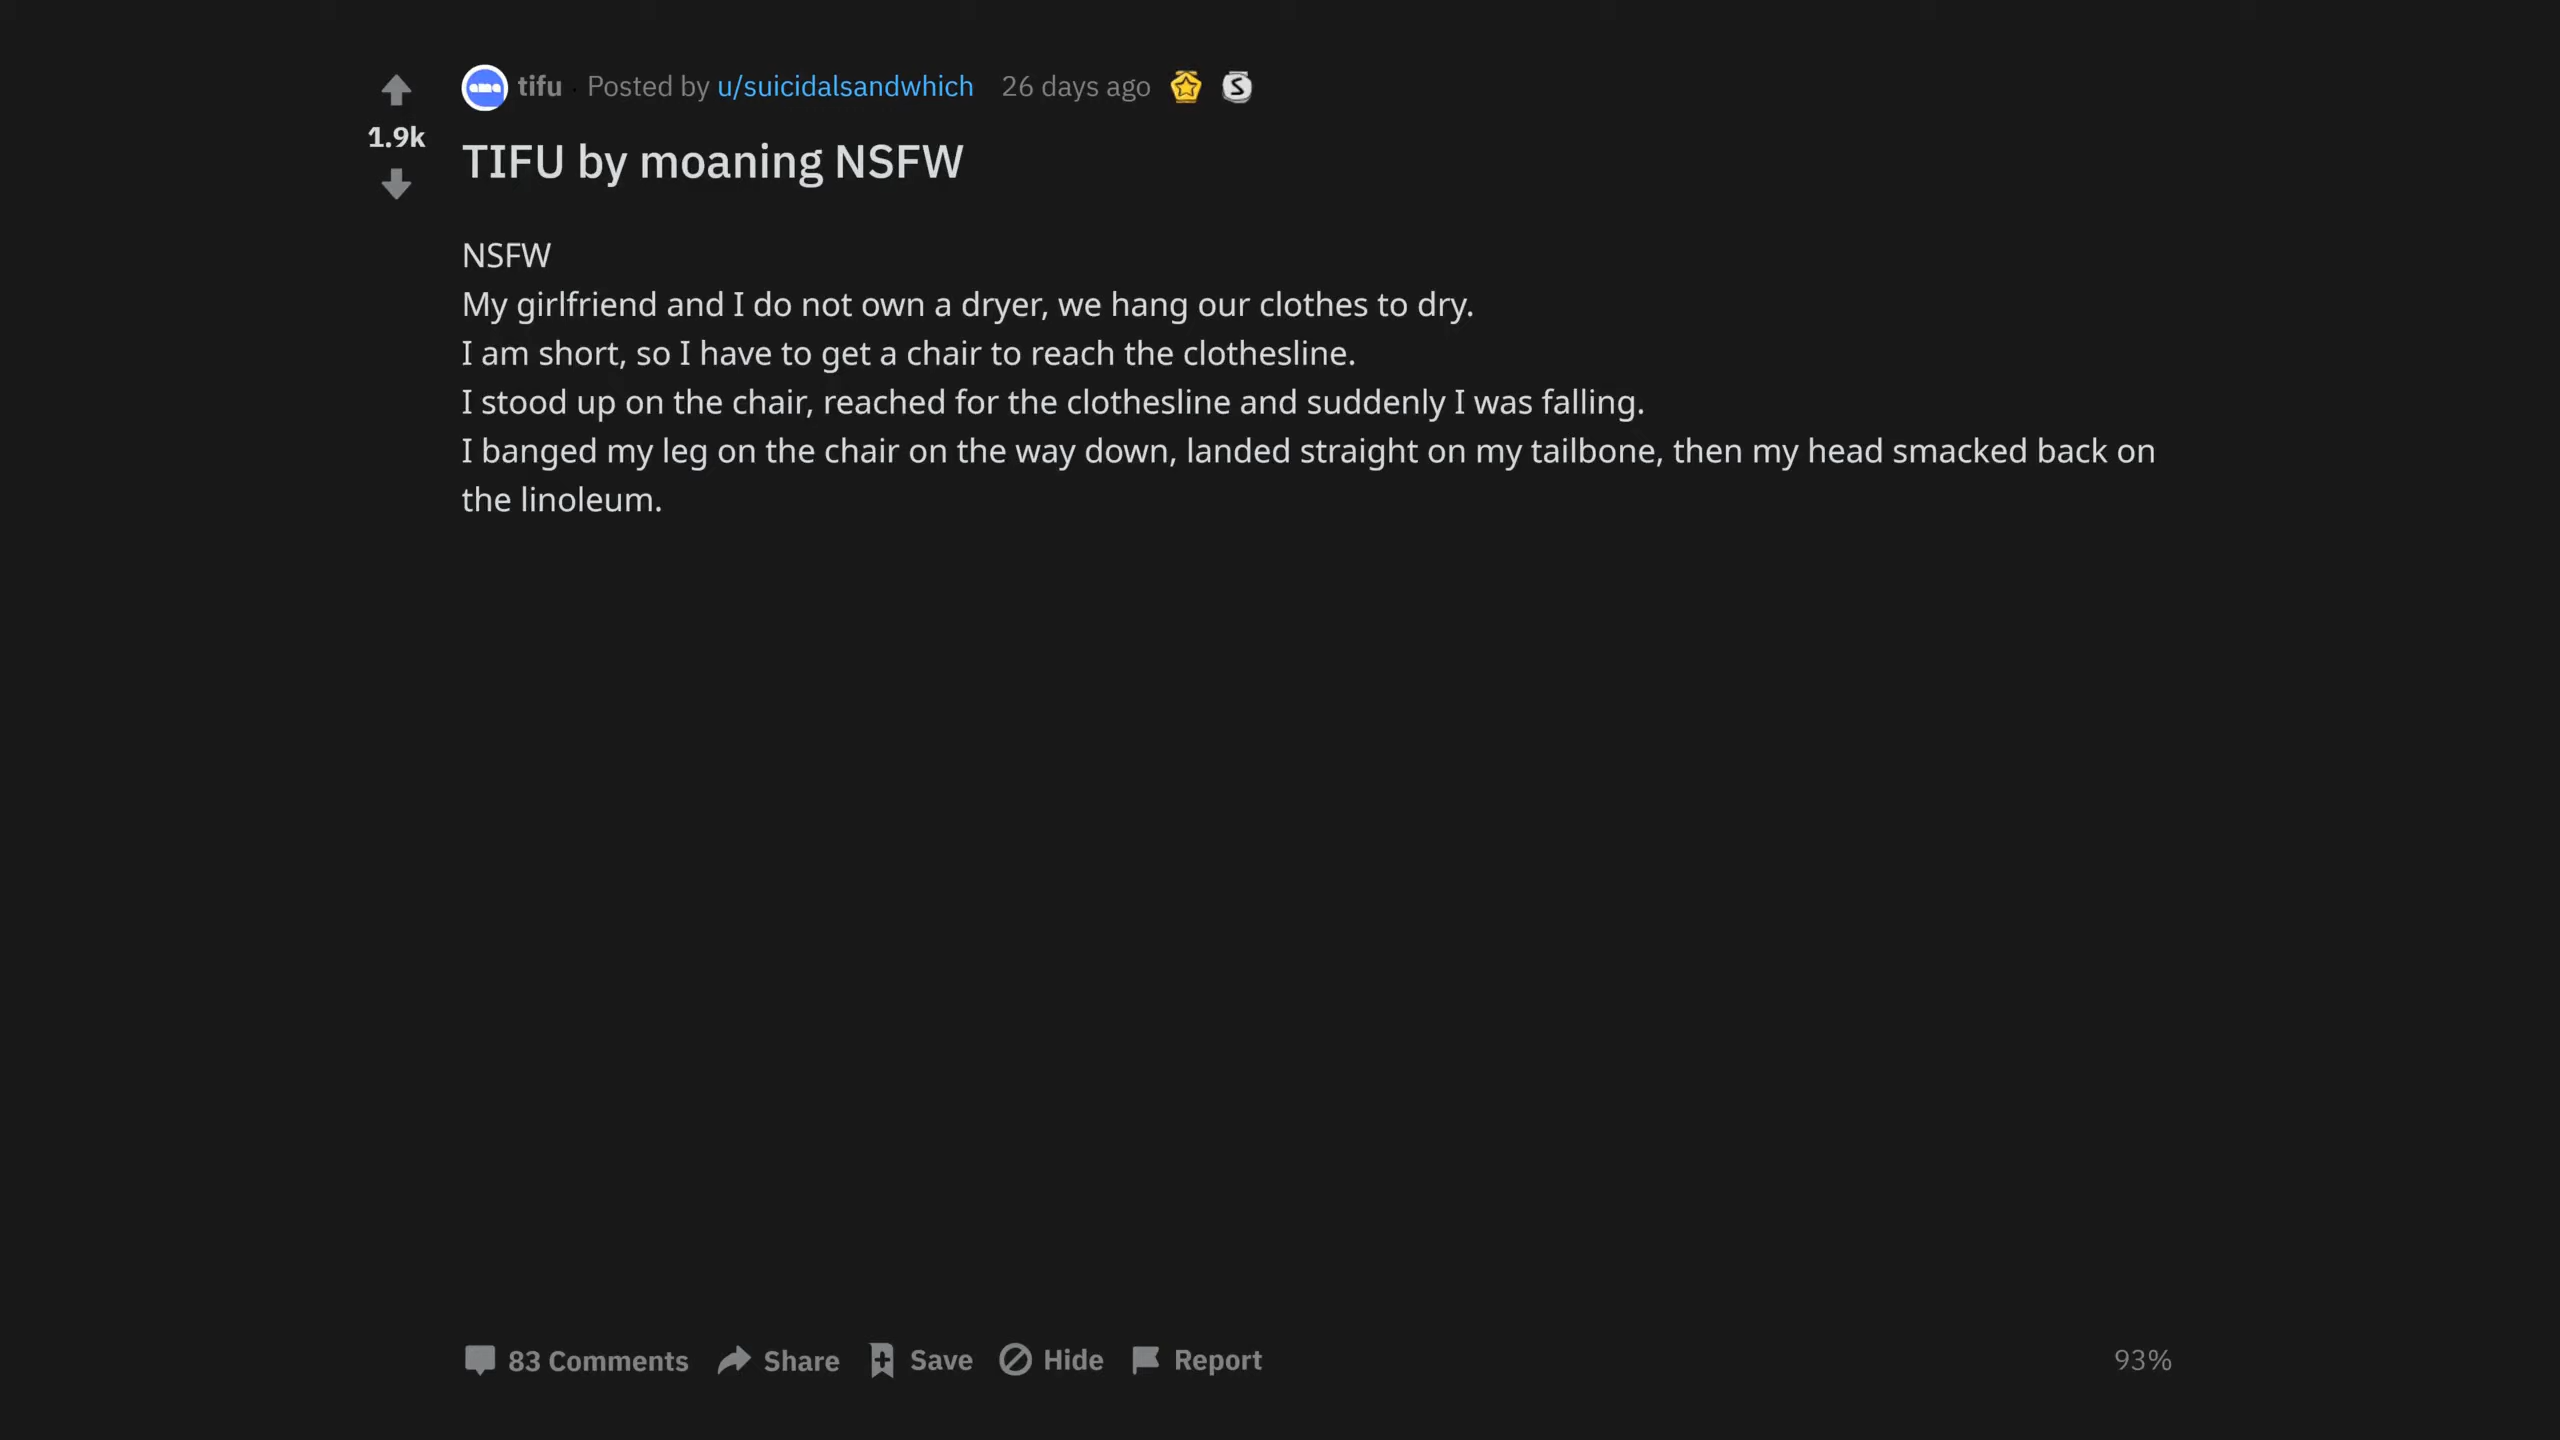 tifu · Posted by u/suicidalsandwhich 26 days ago
1.9k
TIFU by moaning NSFW
NSFW
My girlfriend and I do not own a dryer, we hang our clothes to dry.
I am short, so I have to get a chair to reach the clothesline.
I stood up on the chair, reached for the clothesline and suddenly I was falling.
I banged my leg on the chair on the way down, landed straight on my tailbone, then my head smacked back on
the linoleum.
83 Comments Share Save Hide Report 93%